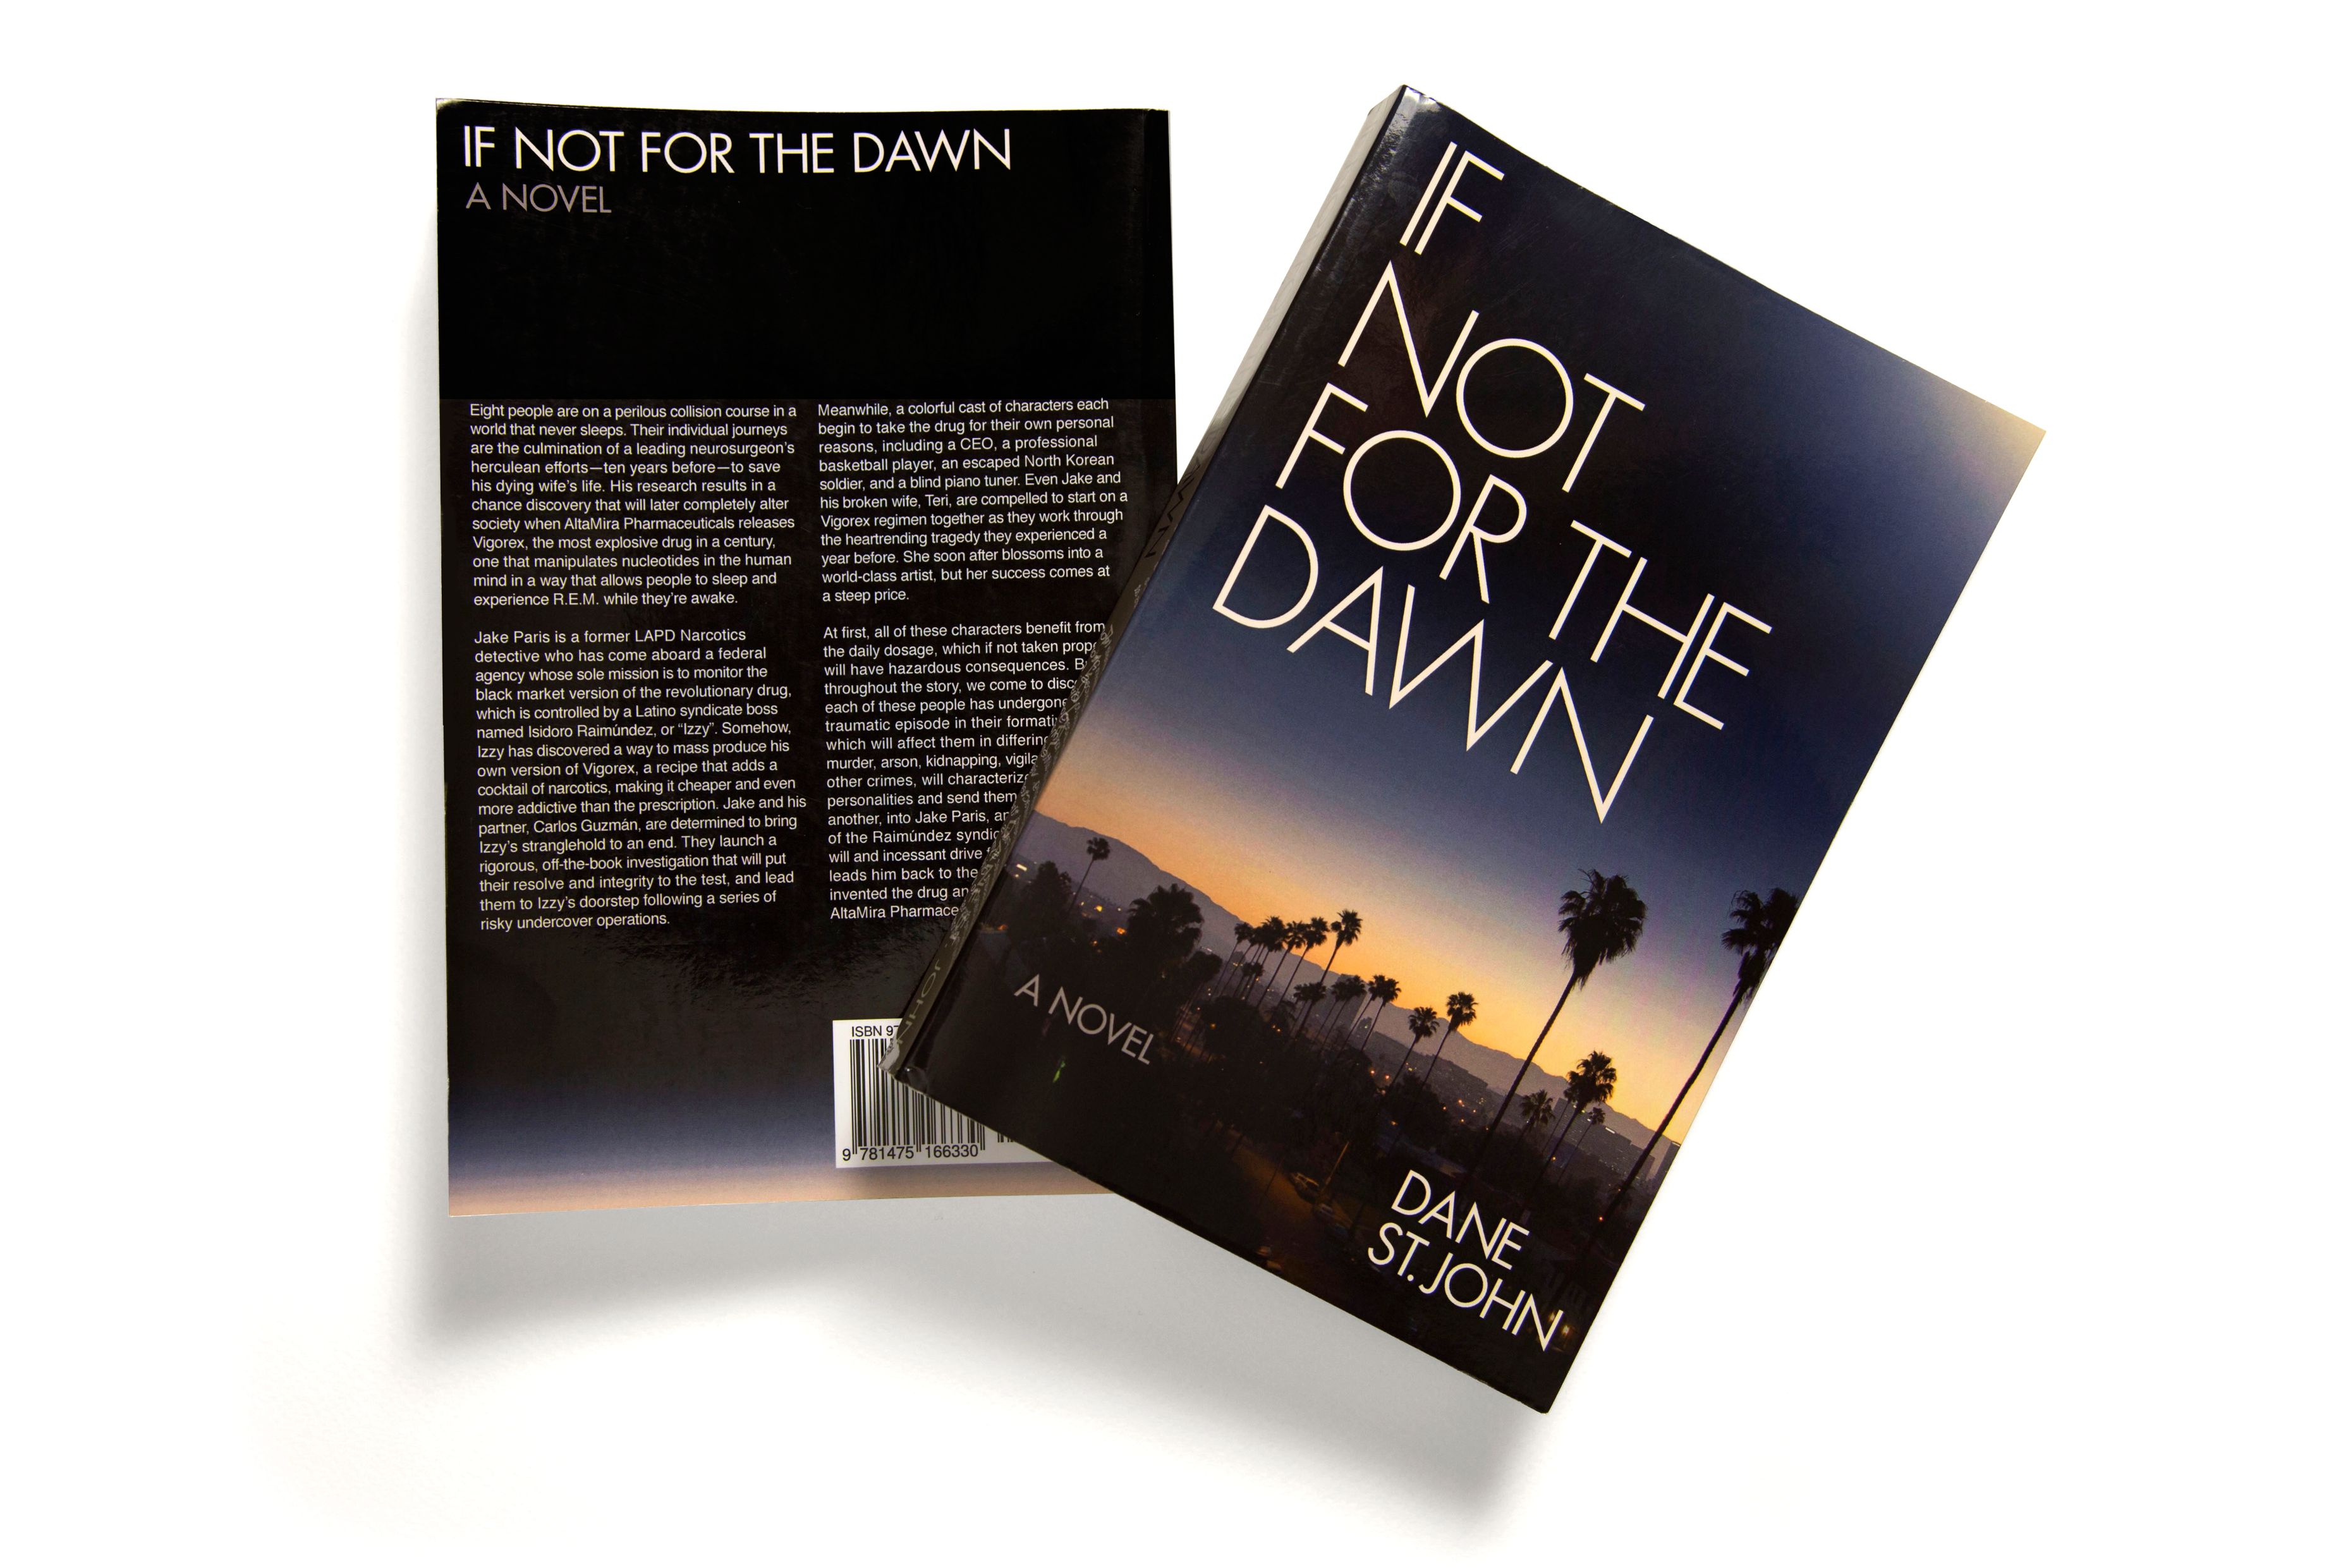 IF NOT FOR THE DAWN
A NOVEL
Eight people are on a perilous collision course in a
world that never sleeps. Their individual journeys
are the culmination of a leading neurosurgeon's
herculean efforts—ten years before—to save
his dying wife's life. His research results in a
chance discovery that will later completely alter
society when AltaMira Pharmaceuticals releases
Vigorex, the most explosive drug in a century,
one that manipulates nucleotides in the human
mind in a way that allows people to sleep and
experience R.E.M. while they're awake.
Jake Paris is a former LAPD Narcotics
detective who has come aboard a federal
agency whose sole mission is to monitor the
black market version of the revolutionary drug,
which is controlled by a Latino syndicate boss
named Isidoro Raimúndez, or “Izzy”. Somehow,
Izzy has discovered a way to mass produce his
own version of Vigorex, a recipe that adds a
cocktail of narcotics, making it cheaper and even
more addictive than the prescription. Jake and his
partner, Carlos Guzmán, are determined to bring
Izzy's stranglehold to an end. They launch a
rigorous, off-the-book investigation that will put
their resolve and integrity to the test, and lead
them to Izzy's doorstep following a series of
risky undercover operations.
Meanwhile, a colorful cast of characters each
begin to take the drug for their own personal
reasons, including a CEO, a professional
basketball player, an escaped North Korean
soldier, and a blind piano tuner. Even Jake and
his broken wife, Teri, are compelled to start on a
Vigorex regimen together as they work through
the heartrending tragedy they experienced a
year before. She soon after blossoms into a
world-class artist, but her success comes at
a steep price.
At first, all of these characters benefit from
the daily dosage, which if not taken
will have hazardous consequences.
throughout the story, we come to
each of these people has
traumatic episode in their
which will affect them in
murder, arson, kidnapping,
other crimes, will
personalities and send them
another, into Jake Paris,
of the Raimúndez
will and incessant drive
leads him back to the
invented the drug
AltaMira
ISBN
9 781475 166330
IF
NOT
FOR THE
DAWN
A NOVEL
DANE
ST. JOHN
JOHN